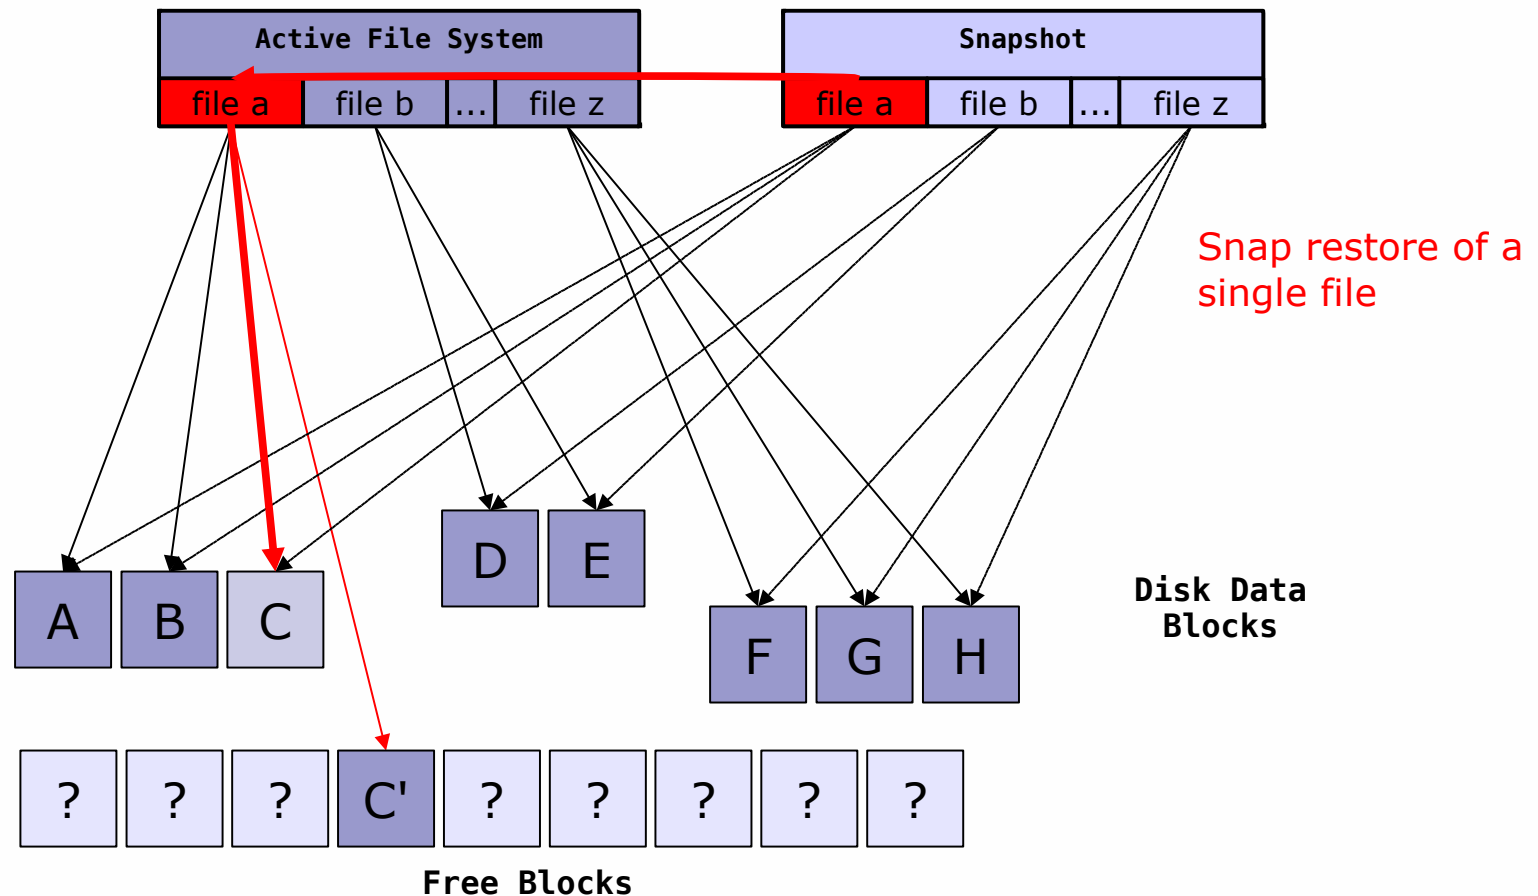 Active File System
Snapshot
file a
file b
...
file z
file a
file b
...
file z
Snap restore of a
single file
D
E
A
B
C
Disk Data
Blocks
F
G
H
?
?
?
C'
?
?
?
?
?
Free Blocks